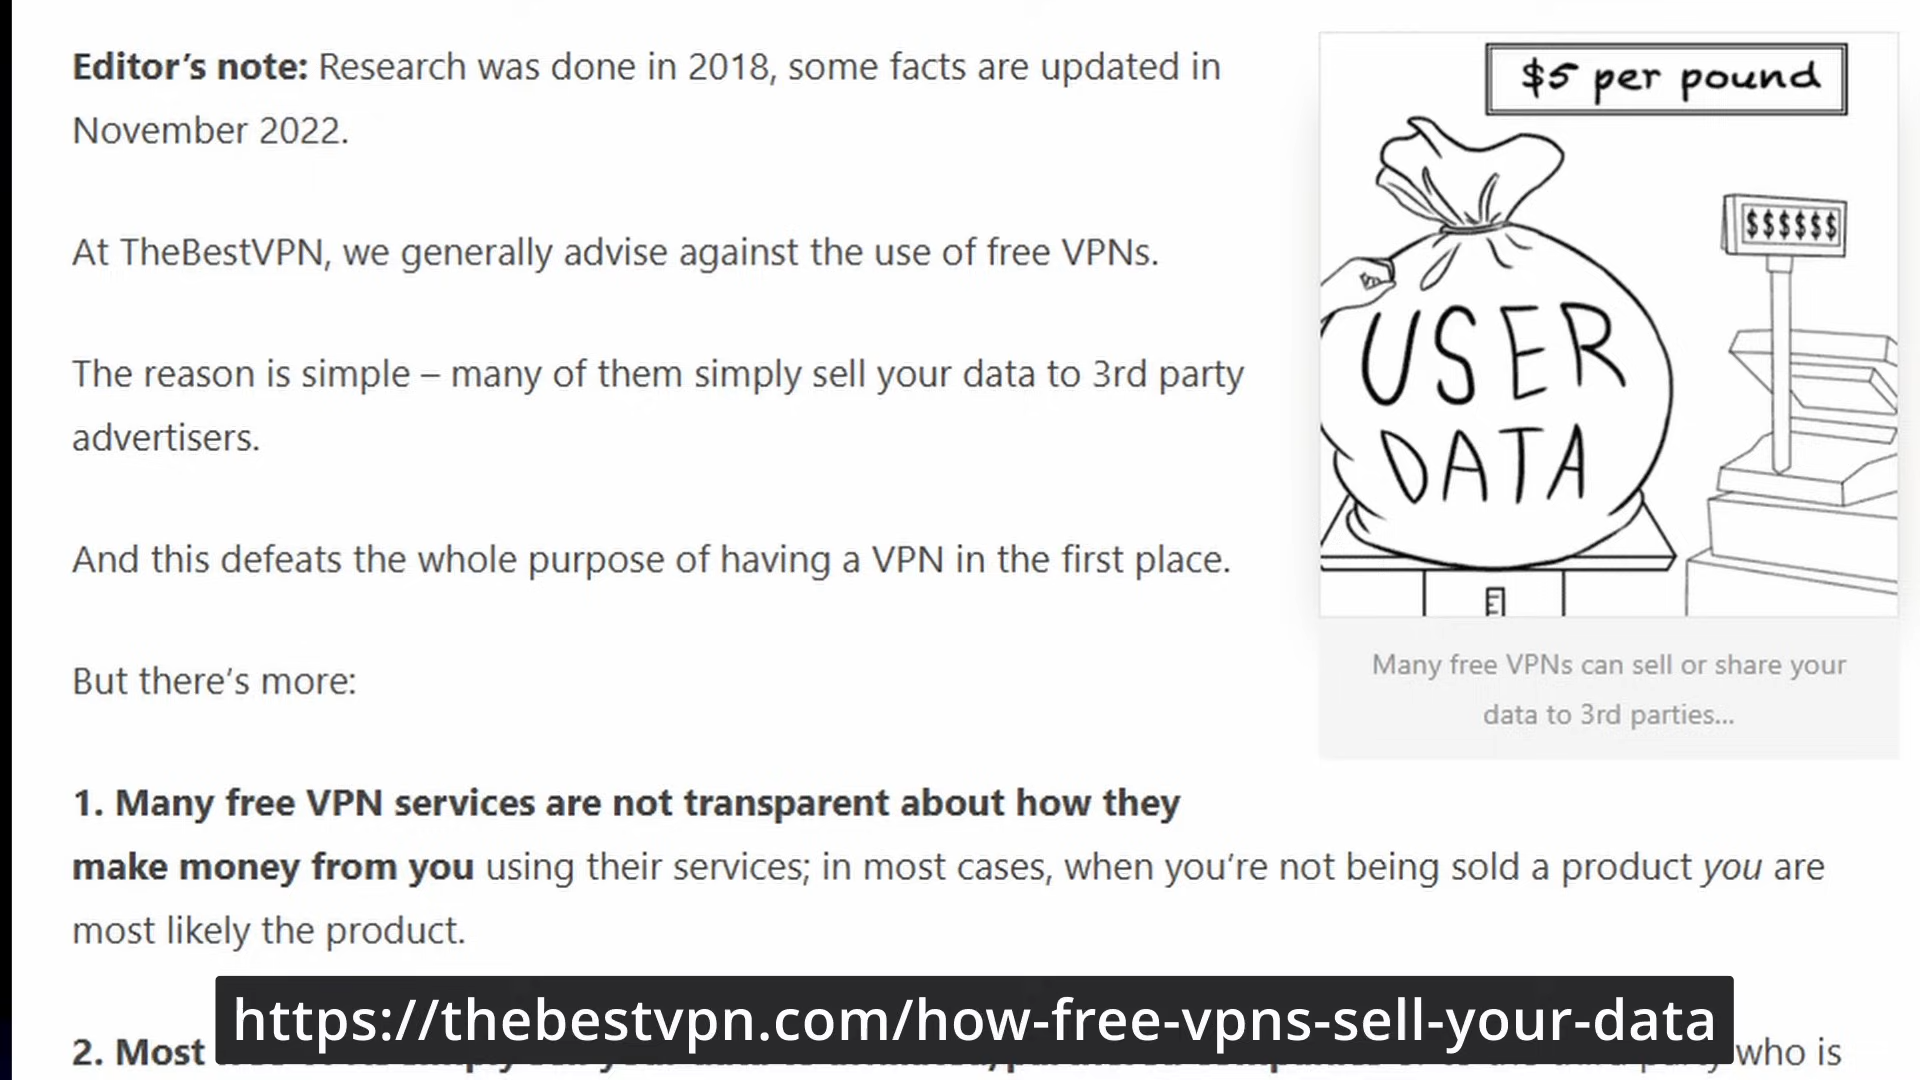 Editor’s note: Research was done in 2018, some facts are updated in
November 2022.
At TheBestVPN, we generally advise against the use of free VPNs.
The reason is simple – many of them simply sell your data to 3rd party
advertisers.
And this defeats the whole purpose of having a VPN in the first place.
But there’s more:
$5 per pound
$$$$$$
USER
DATA
Many free VPNs can sell or share your
data to 3rd parties...
1. Many free VPN services are not transparent about how they
make money from you using their services; in most cases, when you’re not being sold a product you are
most likely the product.
2. Most who is
https://thebestvpn.com/how-free-vpns-sell-your-data